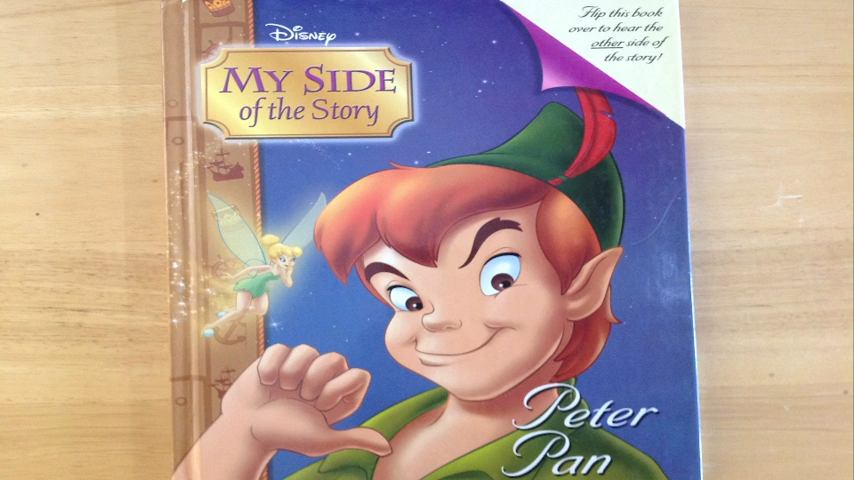 Disney
MY SIDE
of the Story
Flip this book
over to hear the
other side of
the story!
Peter
Pan